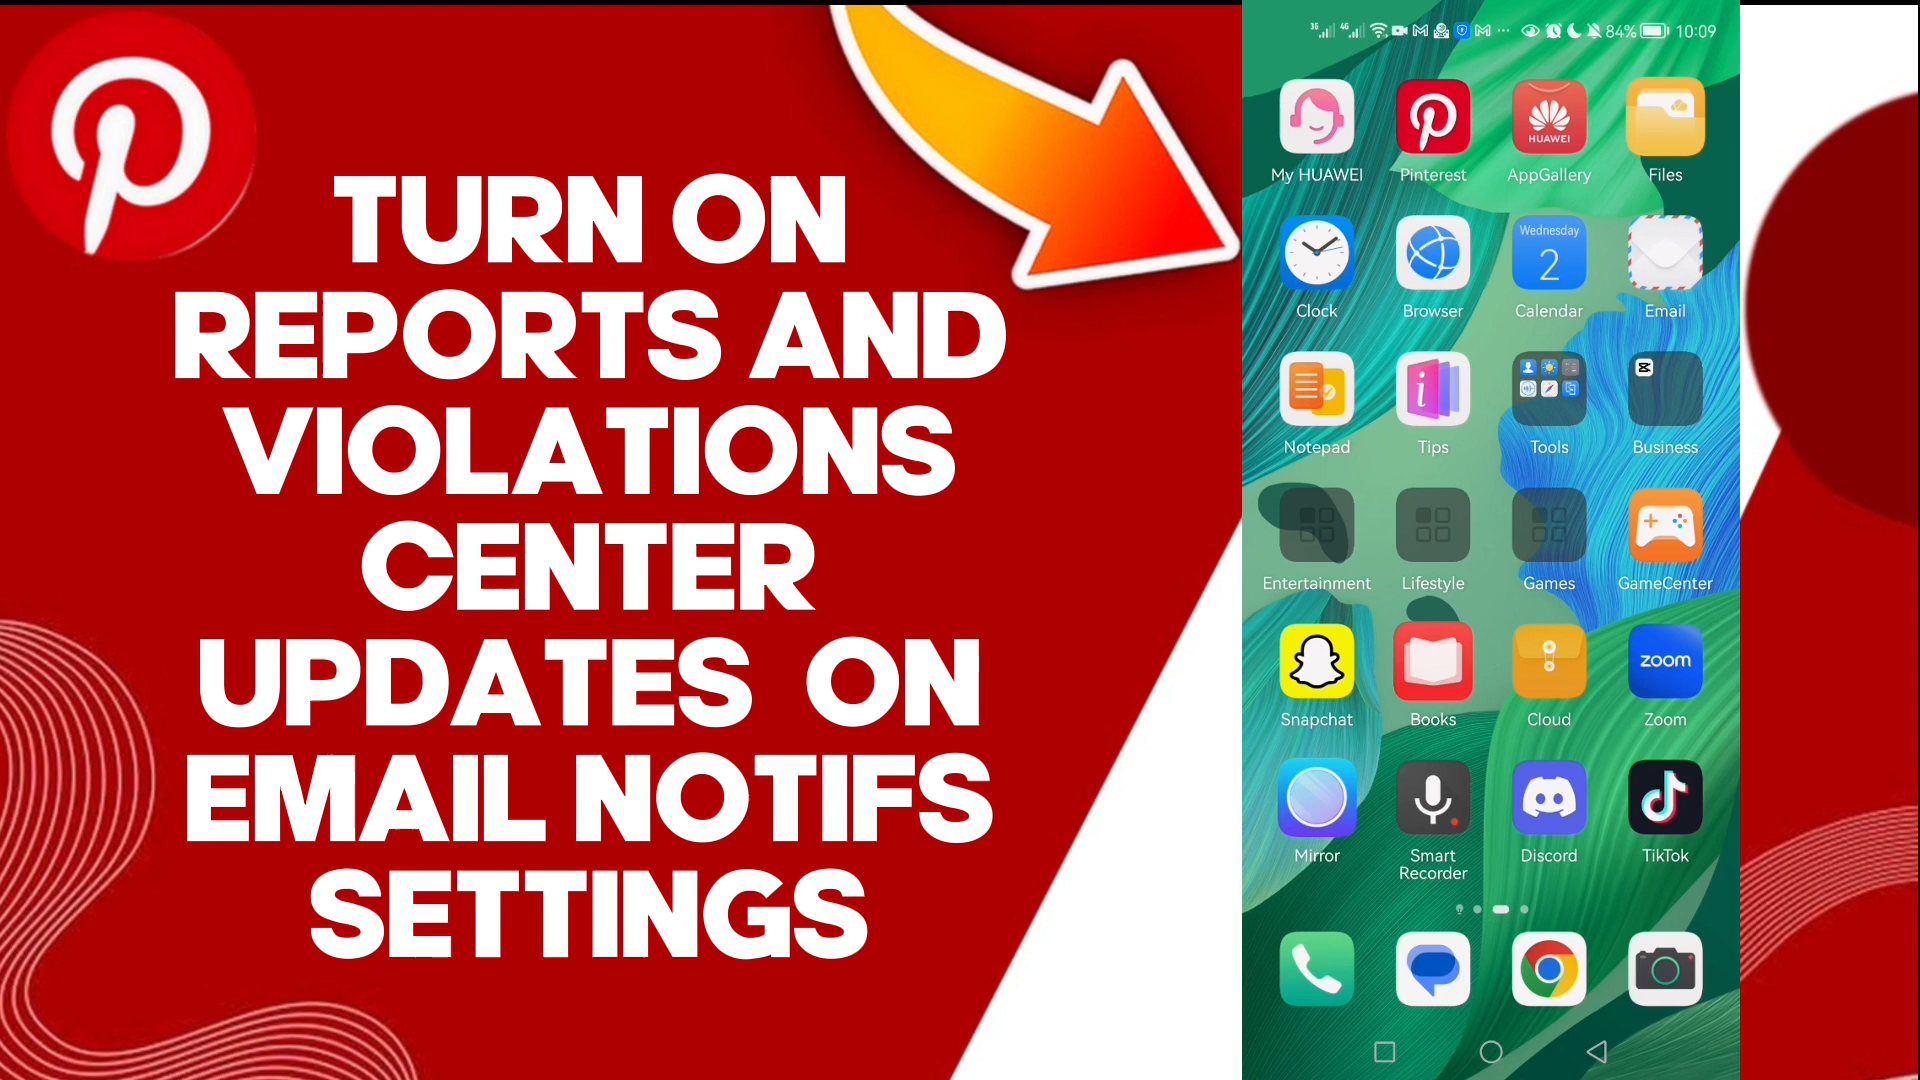 TURN ON
REPORTS AND
VIOLATIONS
CENTER
UPDATES ON
EMAIL NOTIFS
SETTINGS
3G 4G 84% 10:09
HUAWEI
My HUAWEI Pinterest AppGallery Files
Wednesday
2
Clock Browser Calendar Email
Notepad Tips Tools Business
Entertainment Lifestyle Games GameCenter
zoom
Snapchat Books Cloud Zoom
Mirror Smart Recorder Discord TikTok